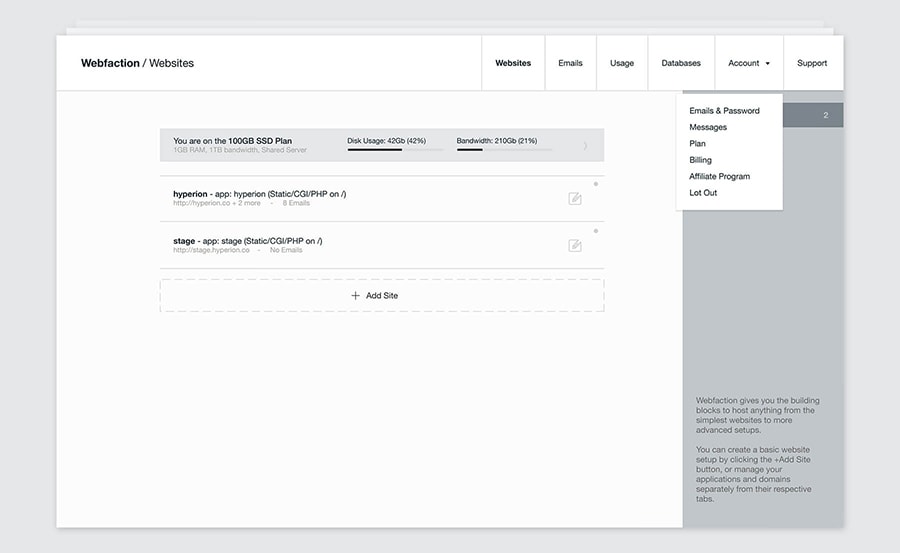 Webfaction / Websites
Websites
Emails
Usage
Databases
Account
Support
Emails & Password
Messages
Plan
Billing
Affiliate Program
Lot Out
2
You are on the 100GB SSD Plan
1GB RAM, 1TB bandwidth, Shared Server
Disk Usage: 42Gb (42%)
Bandwidth: 210Gb (21%)
hyperion - app: hyperion (Static/CGI/PHP on /)
http://hyperion.co + 2 more - 8 Emails
stage - app: stage (Static/CGI/PHP on /)
http://stage.hyperion.co - No Emails
+ Add Site
Webfaction gives you the building
blocks to host anything from the
simplest websites to more
advanced setups.
You can create a basic website
setup by clicking the +Add Site
button, or manage your
applications and domains
separately from their respective
tabs.